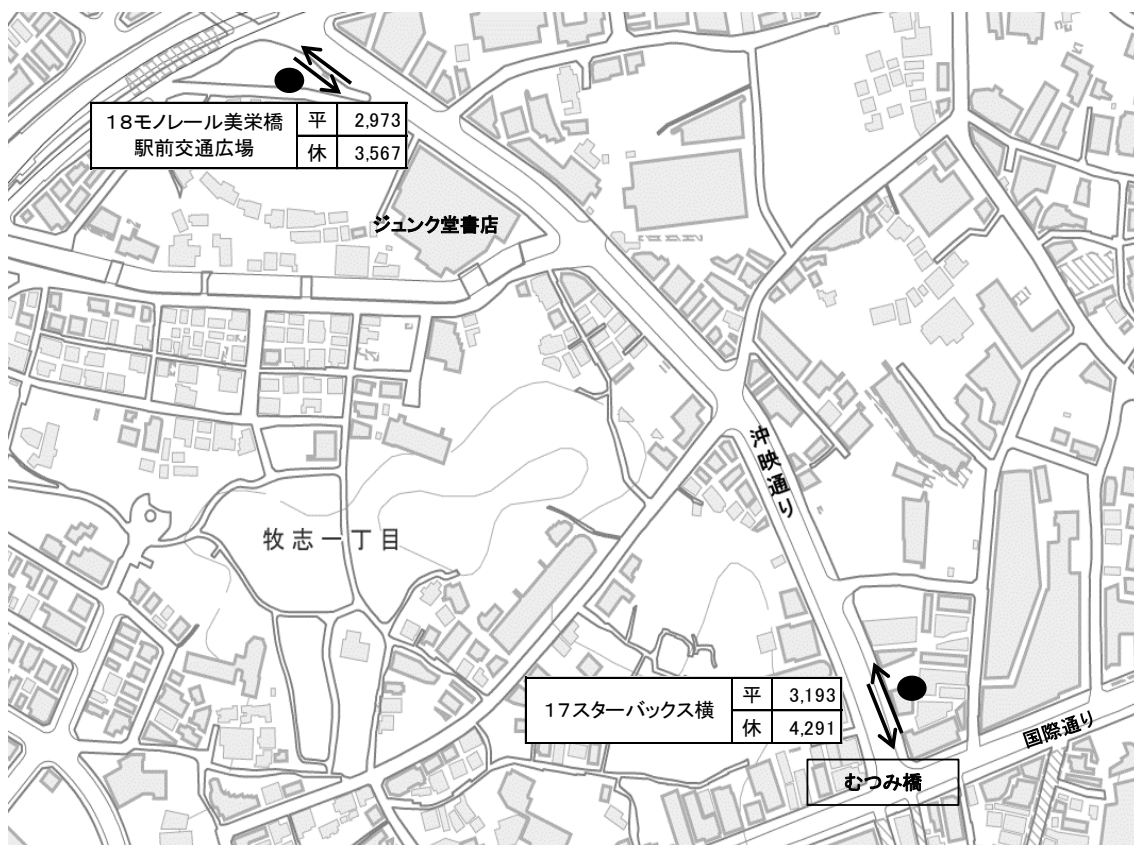 18モノレール美栄橋
駅前交通広場
平 2,973
休 3,567
ジュンク堂書店
沖映通り
牧志一丁目
17スターバックス横
平 3,193
休 4,291
国際通り
むつみ橋